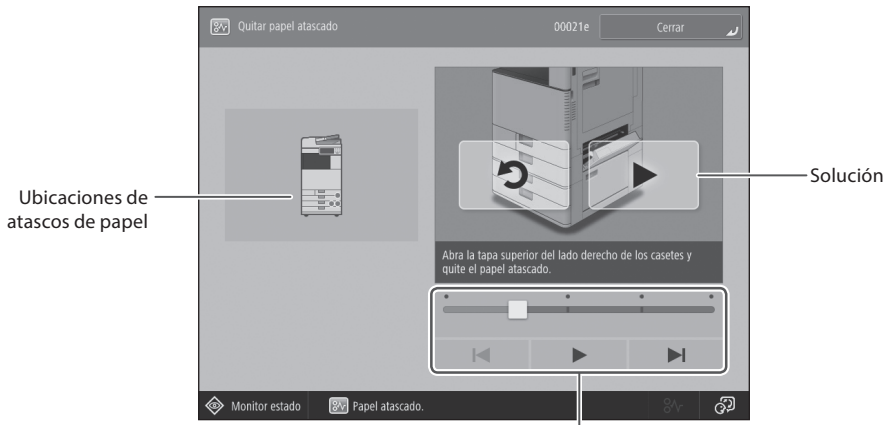 Quitar papel atascado
00021e
Cerrar
Ubicaciones de
atascos de papel
Solución
Abra la tapa superior del lado derecho de los casetes y
quite el papel atascado.
Monitor estado
Papel atascado.